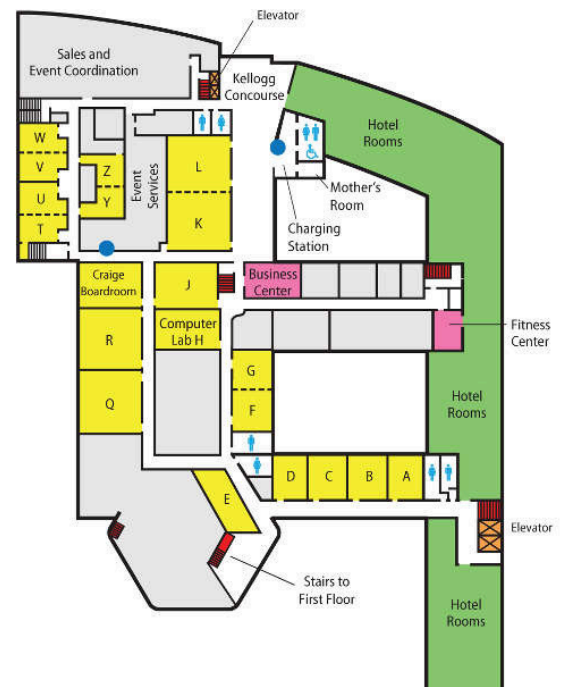 Elevator
Sales and
Event Coordination
Kellogg
Concourse
Hotel
Rooms
W
V
U
T
Z
Y
Event
Services
L
K
Mother's
Room
Charging
Station
Craige
Boardroom
J
Business
Center
Computer
Lab H
Fitness
Center
R
G
F
Q
Hotel
Rooms
D
C
B
A
E
Elevator
Stairs to
First Floor
Hotel
Rooms